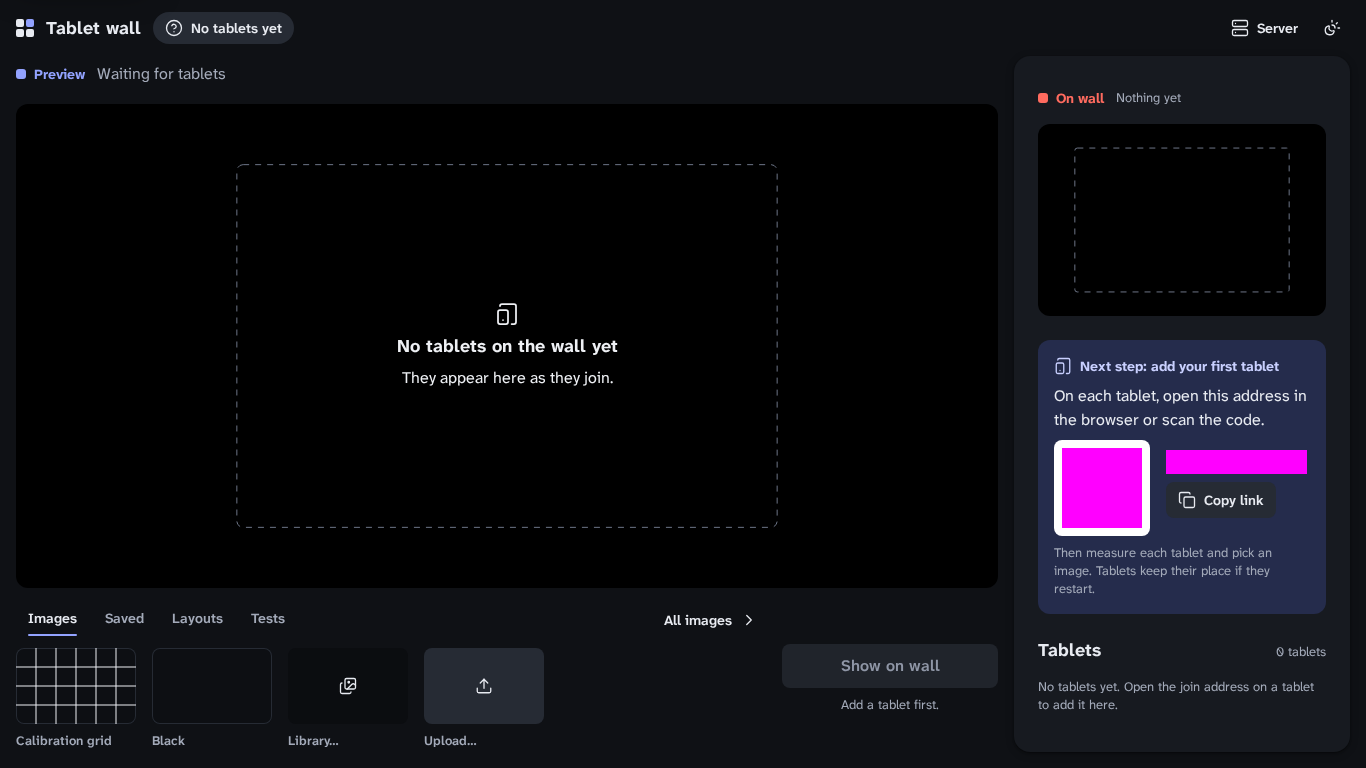 Tablet wall
No tablets yet
Server
Preview
Waiting for tablets
No tablets on the wall yet
They appear here as they join.
On wall
Nothing yet
Next step: add your first tablet
On each tablet, open this address in
the browser or scan the code.
Copy link
Then measure each tablet and pick an
image. Tablets keep their place if they
restart.
Tablets
0 tablets
No tablets yet. Open the join address on a tablet
to add it here.
Images
Saved
Layouts
Tests
All images
Calibration grid
Black
Library...
Upload...
Show on wall
Add a tablet first.